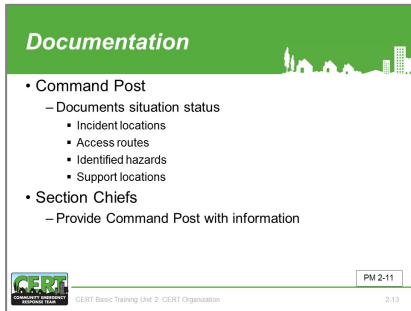 Documentation
• Command Post
– Documents situation status
▪ Incident locations
▪ Access routes
▪ Identified hazards
▪ Support locations
• Section Chiefs
– Provide Command Post with information
PM 2-11
CERT
COMMUNITY EMERGENCY
RESPONSE TEAM
CERT Basic Training Unit 2: CERT Organization
2-13